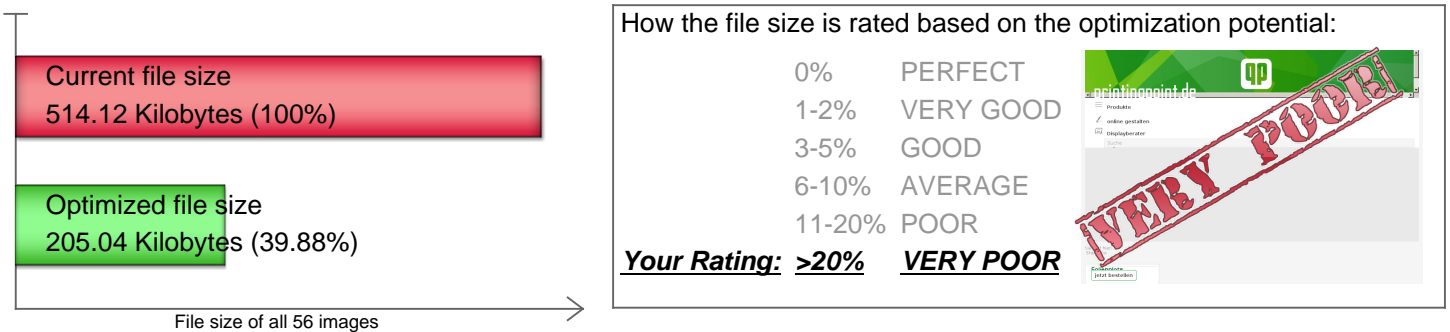 Current file size
514.12 Kilobytes (100%)
Optimized file size
205.04 Kilobytes (39.88%)
File size of all 56 images
How the file size is rated based on the optimization potential:
0% PERFECT
1-2% VERY GOOD
3-5% GOOD
6-10% AVERAGE
11-20% POOR
Your Rating: >20% VERY POOR
qp
printingpoint.de
Produkte
online gestalten
Displayberater
Suche
VERY POOR!
Folienplots
Jetzt bestellen